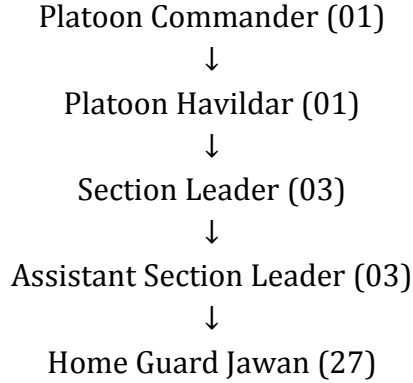 Platoon Commander (01)
↓
Platoon Havildar (01)
↓
Section Leader (03)
↓
Assistant Section Leader (03)
↓
Home Guard Jawan (27)